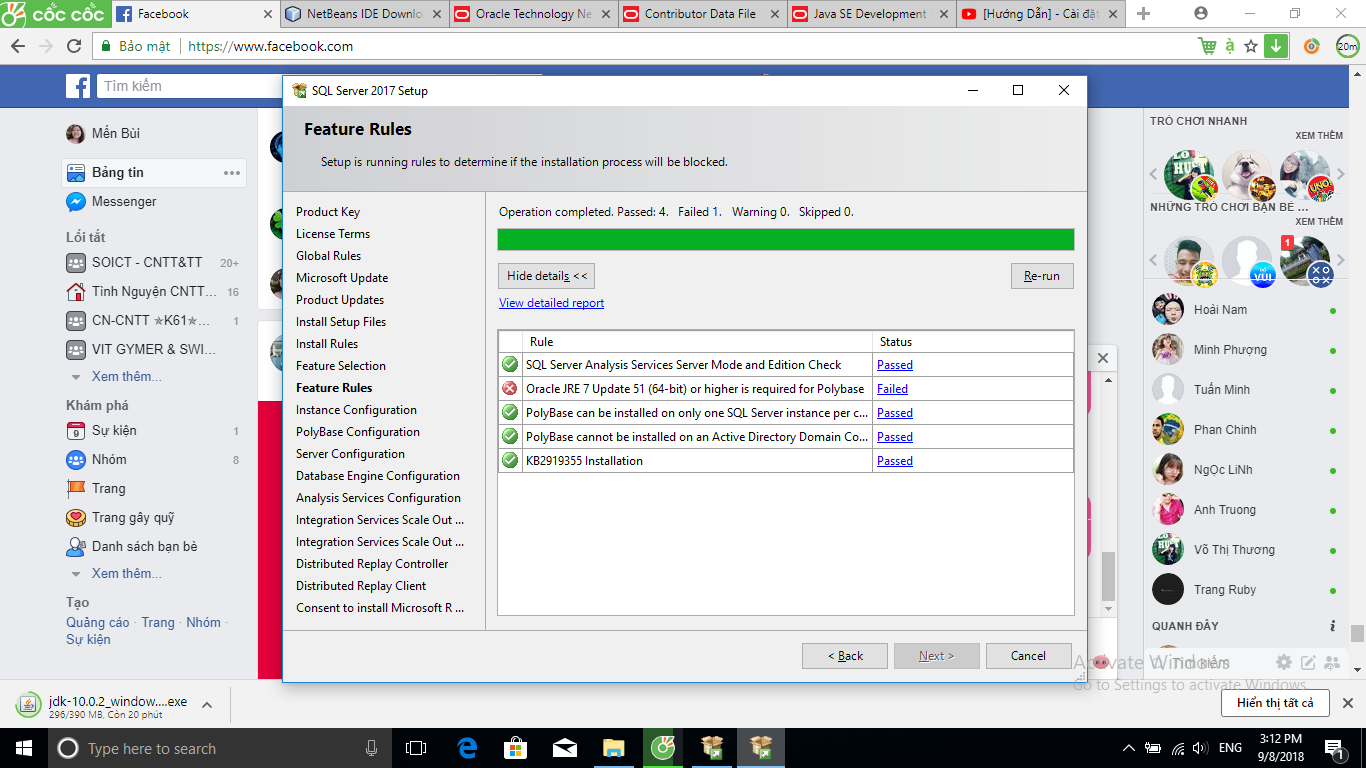 cốc cốc
Facebook
NetBeans IDE Downlo
Oracle Technology Ne
Contributor Data File
Java SE Development
[Hướng Dẫn] - Cài đặt
Bảo mật
https://www.facebook.com
20m
Tìm kiếm
Mến Bùi
Bảng tin
Messenger
Lối tắt
SOICT - CNTT&TT 20+
Tình Nguyện CNTT... 16
CN-CNTT ✯K61✯... 1
VIT GYMER & SWI...
Xem thêm...
Khám phá
Sự kiện 1
Nhóm 8
Trang
Trang gây quỹ
Danh sách bạn bè
Xem thêm...
Tạo
Quảng cáo · Trang · Nhóm ·
Sự kiện
SQL Server 2017 Setup
Feature Rules
Setup is running rules to determine if the installation process will be blocked.
Product Key
License Terms
Global Rules
Microsoft Update
Product Updates
Install Setup Files
Install Rules
Feature Selection
Feature Rules
Instance Configuration
PolyBase Configuration
Server Configuration
Database Engine Configuration
Analysis Services Configuration
Integration Services Scale Out ...
Integration Services Scale Out ...
Distributed Replay Controller
Distributed Replay Client
Consent to install Microsoft R ...
Operation completed. Passed: 4. Failed 1. Warning 0. Skipped 0.
Hide details <<
Re-run
View detailed report
Rule Status
SQL Server Analysis Services Server Mode and Edition Check Passed
Oracle JRE 7 Update 51 (64-bit) or higher is required for Polybase Failed
PolyBase can be installed on only one SQL Server instance per c... Passed
PolyBase cannot be installed on an Active Directory Domain Co... Passed
KB2919355 Installation Passed
< Back
Next >
Cancel
TRÒ CHƠI NHANH
XEM THÊM
NHỮNG TRÒ CHƠI BẠN BÈ ...
XEM THÊM
1
VUI
Hoài Nam
Minh Phượng
Tuấn Minh
Phan Chinh
NgỌc LiNh
Anh Truong
Võ Thị Thương
Trang Ruby
QUANH ĐÂY
Tìm kiếm
Activate Windows
Go to Settings to activate Windows.
jdk-10.0.2_window....exe
296/390 MB, Còn 20 phút
Hiển thị tất cả
Type here to search
ENG
3:12 PM
9/8/2018
1